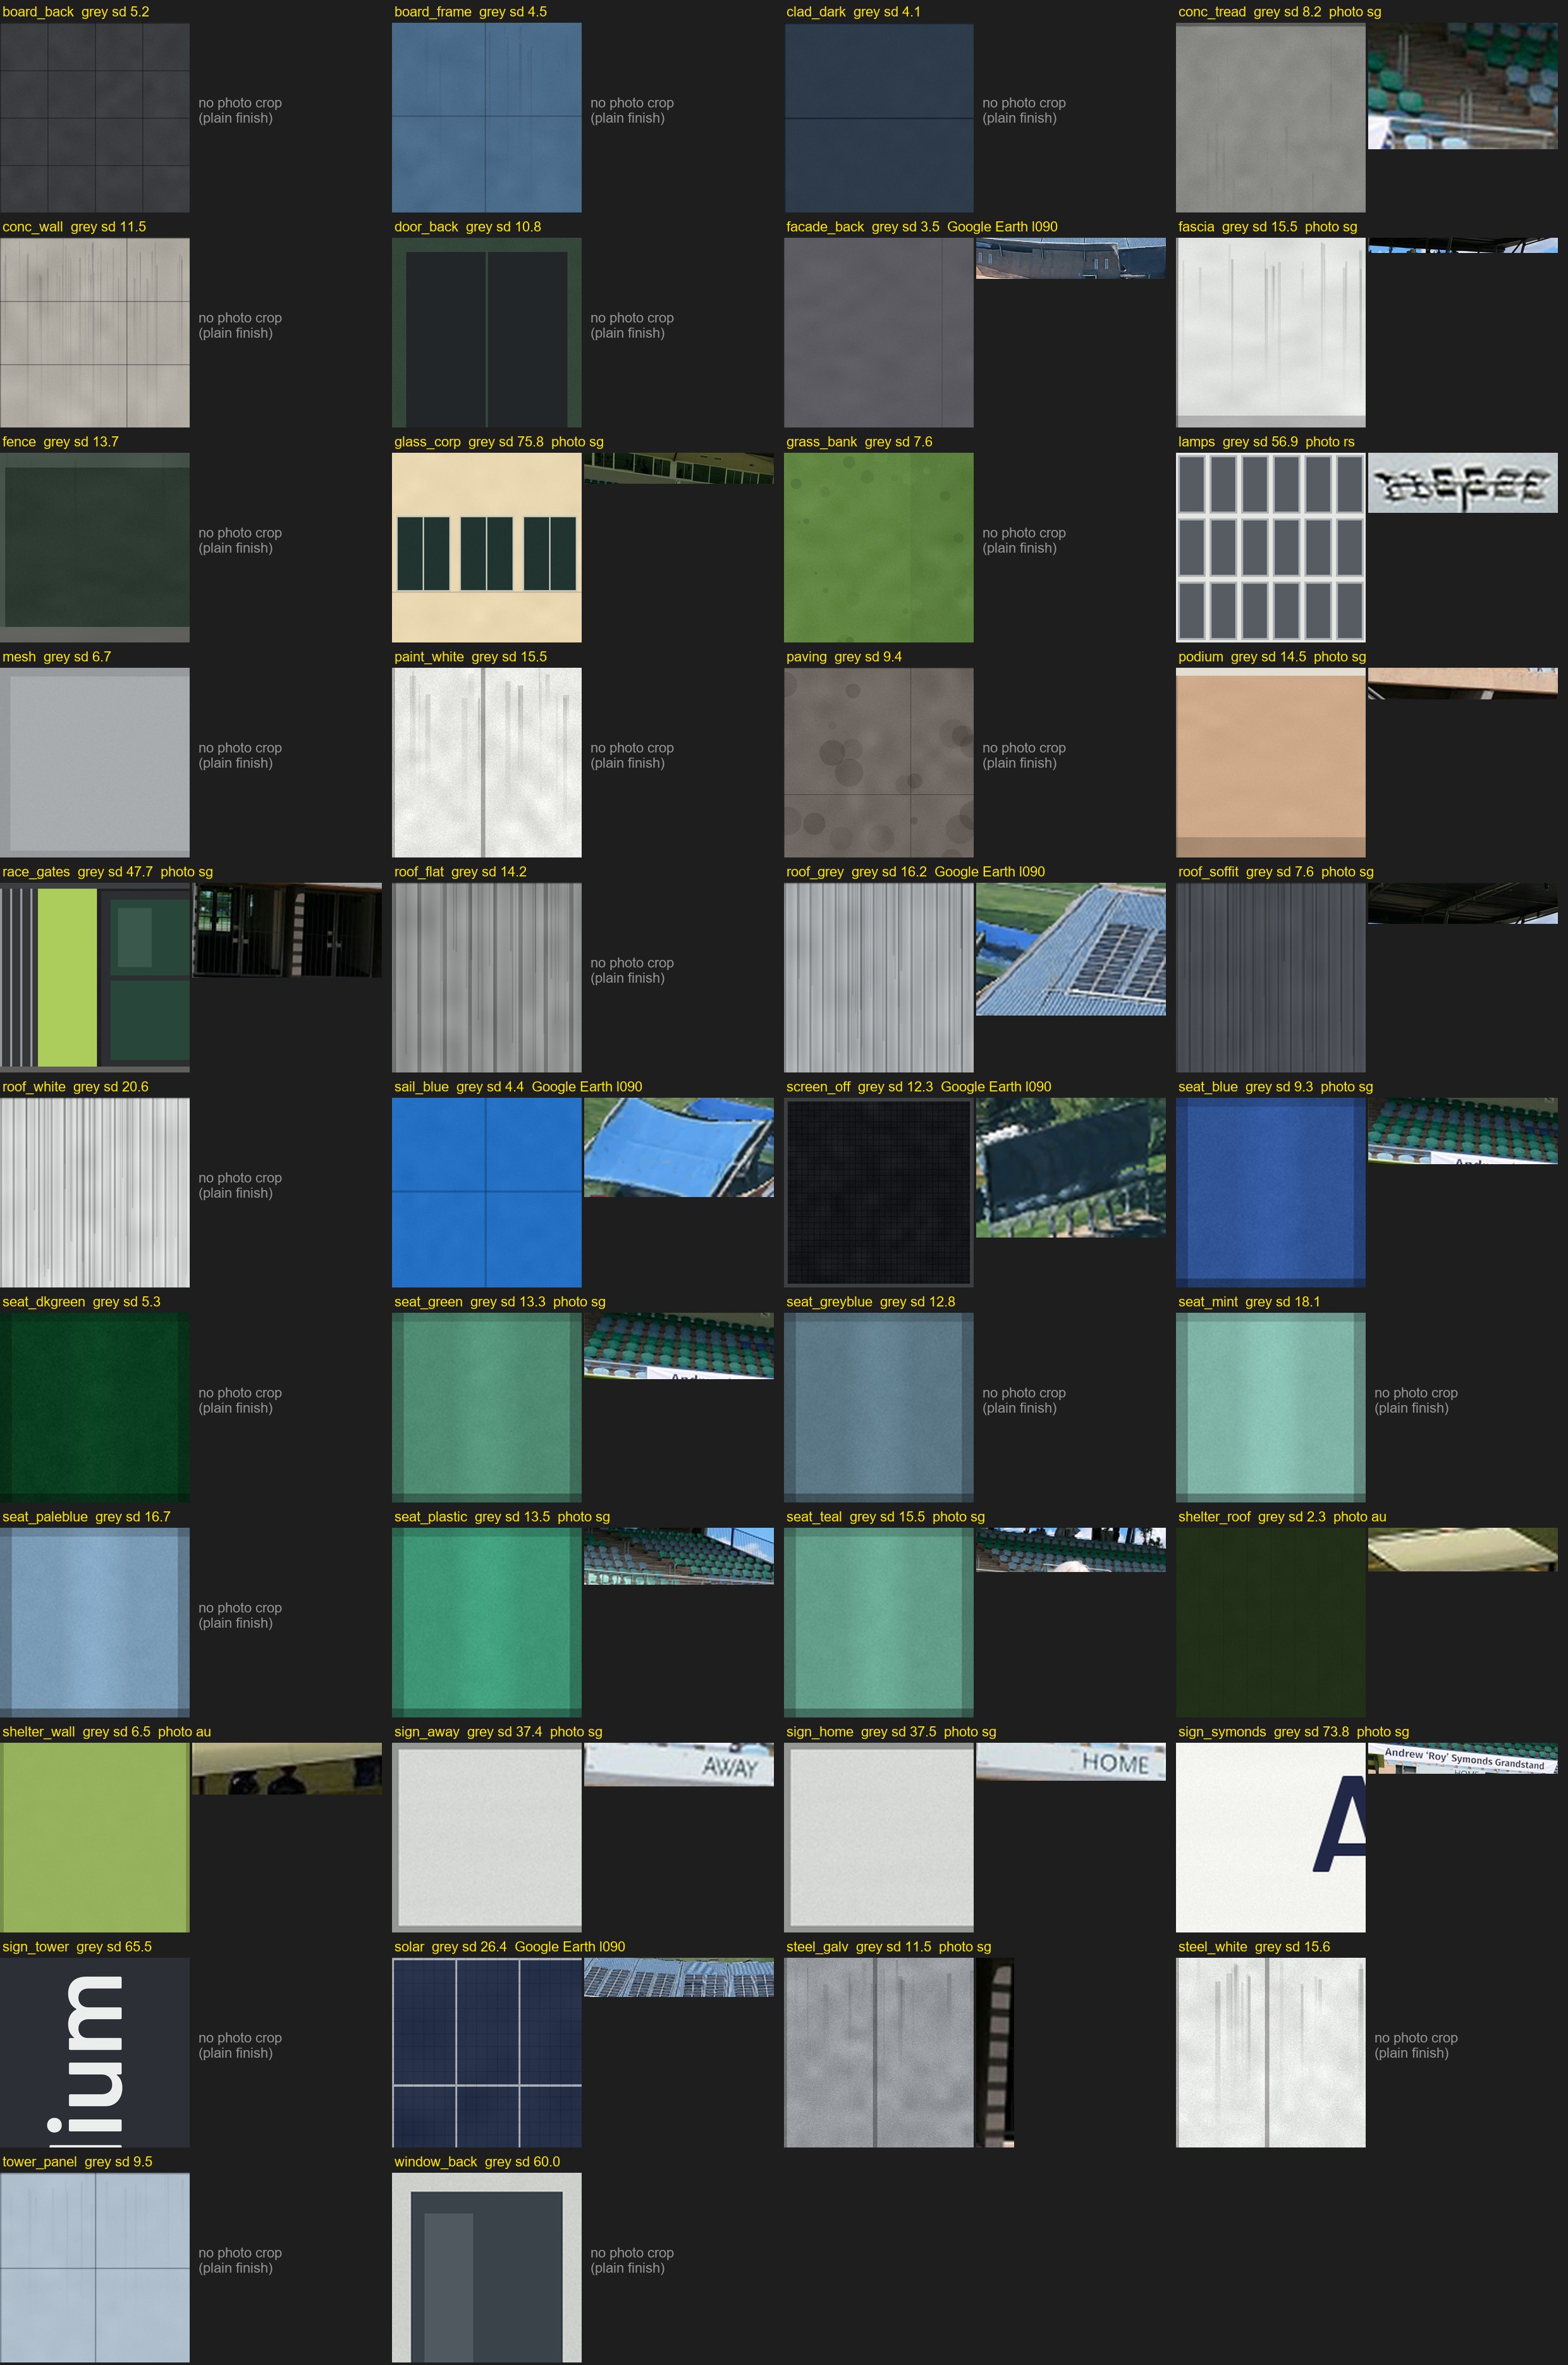 board_back grey sd 5.2
board_frame grey sd 4.5
clad_dark grey sd 4.1
conc_tread grey sd 8.2 photo sg
no photo crop
(plain finish)
no photo crop
(plain finish)
no photo crop
(plain finish)
conc_wall grey sd 11.5
door_back grey sd 10.8
facade_back grey sd 3.5 Google Earth l090
fascia grey sd 15.5 photo sg
no photo crop
(plain finish)
no photo crop
(plain finish)
fence grey sd 13.7
glass_corp grey sd 75.8 photo sg
grass_bank grey sd 7.6
lamps grey sd 56.9 photo rs
no photo crop
(plain finish)
no photo crop
(plain finish)
mesh grey sd 6.7
paint_white grey sd 15.5
paving grey sd 9.4
podium grey sd 14.5 photo sg
no photo crop
(plain finish)
no photo crop
(plain finish)
no photo crop
(plain finish)
race_gates grey sd 47.7 photo sg
roof_flat grey sd 14.2
roof_grey grey sd 16.2 Google Earth l090
roof_soffit grey sd 7.6 photo sg
no photo crop
(plain finish)
roof_white grey sd 20.6
sail_blue grey sd 4.4 Google Earth l090
screen_off grey sd 12.3 Google Earth l090
seat_blue grey sd 9.3 photo sg
no photo crop
(plain finish)
seat_dkgreen grey sd 5.3
seat_green grey sd 13.3 photo sg
seat_greyblue grey sd 12.8
seat_mint grey sd 18.1
no photo crop
(plain finish)
no photo crop
(plain finish)
no photo crop
(plain finish)
seat_paleblue grey sd 16.7
seat_plastic grey sd 13.5 photo sg
seat_teal grey sd 15.5 photo sg
shelter_roof grey sd 2.3 photo au
no photo crop
(plain finish)
shelter_wall grey sd 6.5 photo au
sign_away grey sd 37.4 photo sg
sign_home grey sd 37.5 photo sg
sign_symonds grey sd 73.8 photo sg
AWAY
HOME
Andrew 'Roy' Symonds Grandstand
HOME
A
sign_tower grey sd 65.5
solar grey sd 26.4 Google Earth l090
steel_galv grey sd 11.5 photo sg
steel_white grey sd 15.6
ium
no photo crop
(plain finish)
no photo crop
(plain finish)
tower_panel grey sd 9.5
window_back grey sd 60.0
no photo crop
(plain finish)
no photo crop
(plain finish)